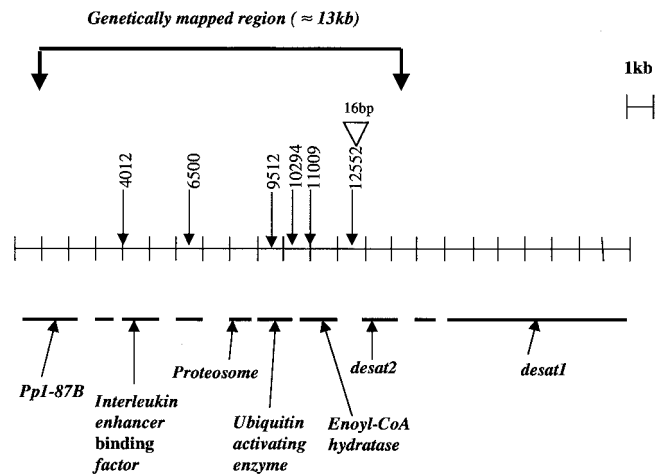 Genetically mapped region ( ≈ 13kb)
1kb
16bp
4012
6500
9512
10294
11009
12552
Pp1-87B
Interleukin
enhancer
binding
factor
Proteosome
Ubiquitin
activating
enzyme
Enoyl-CoA
hydratase
desat2
desat1